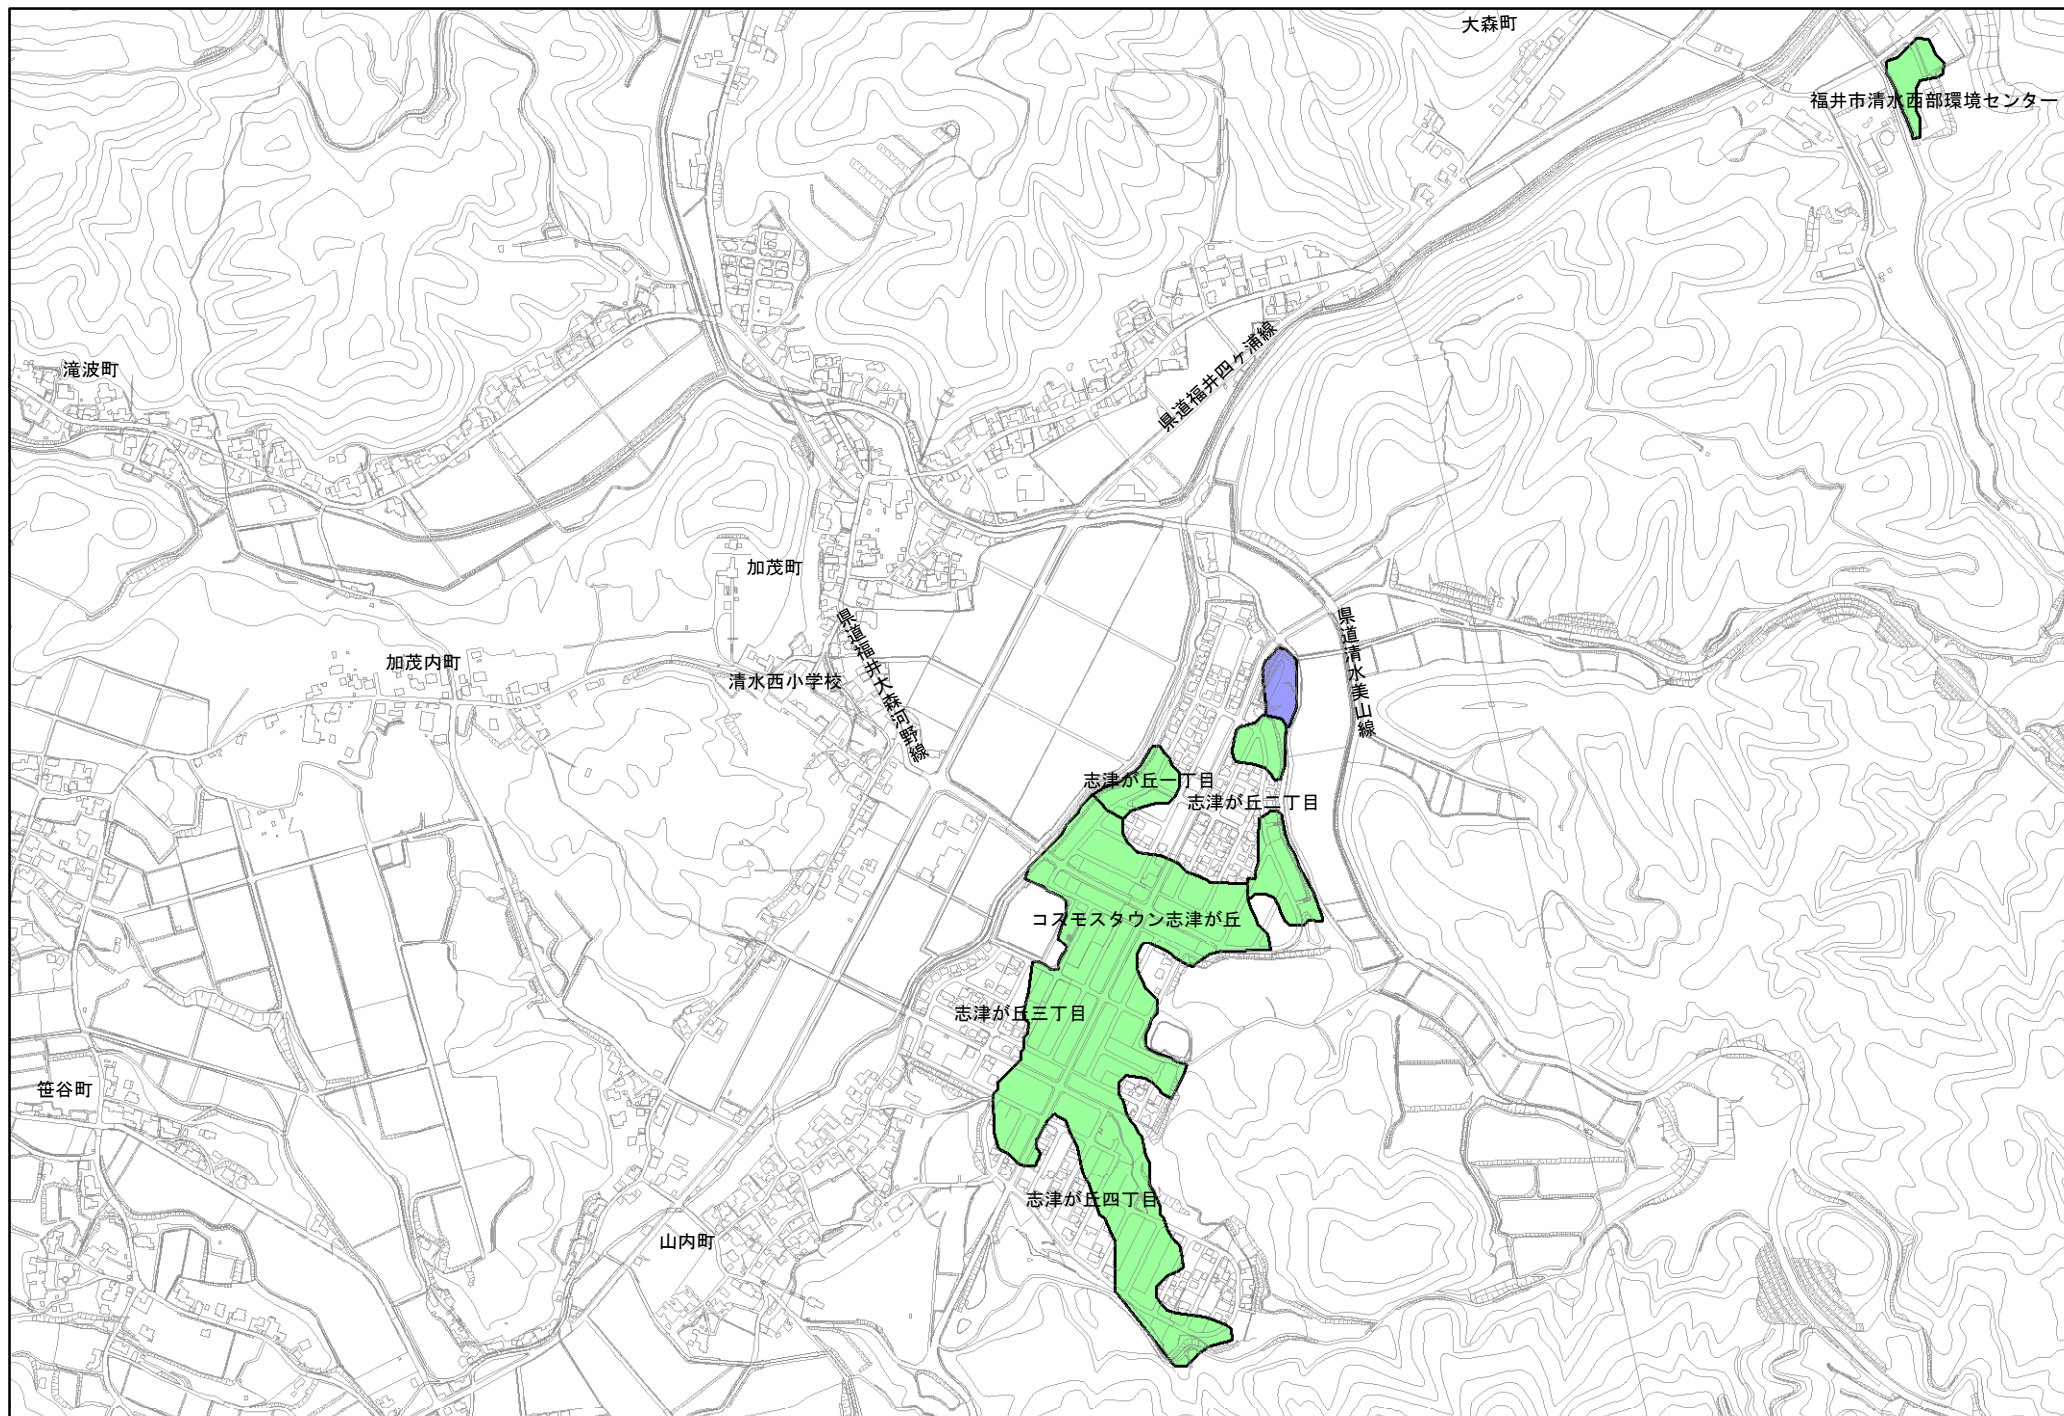 大森町
福井市清水西部環境センター
県道福井四ヶ浦線
滝波町
加茂町
県道福井大森河野線
県道清水美山線
加茂内町
清水西小学校
志津が丘一丁目
志津が丘二丁目
コスモスタウン志津が丘
志津が丘三丁目
笹谷町
志津が丘四丁目
山内町